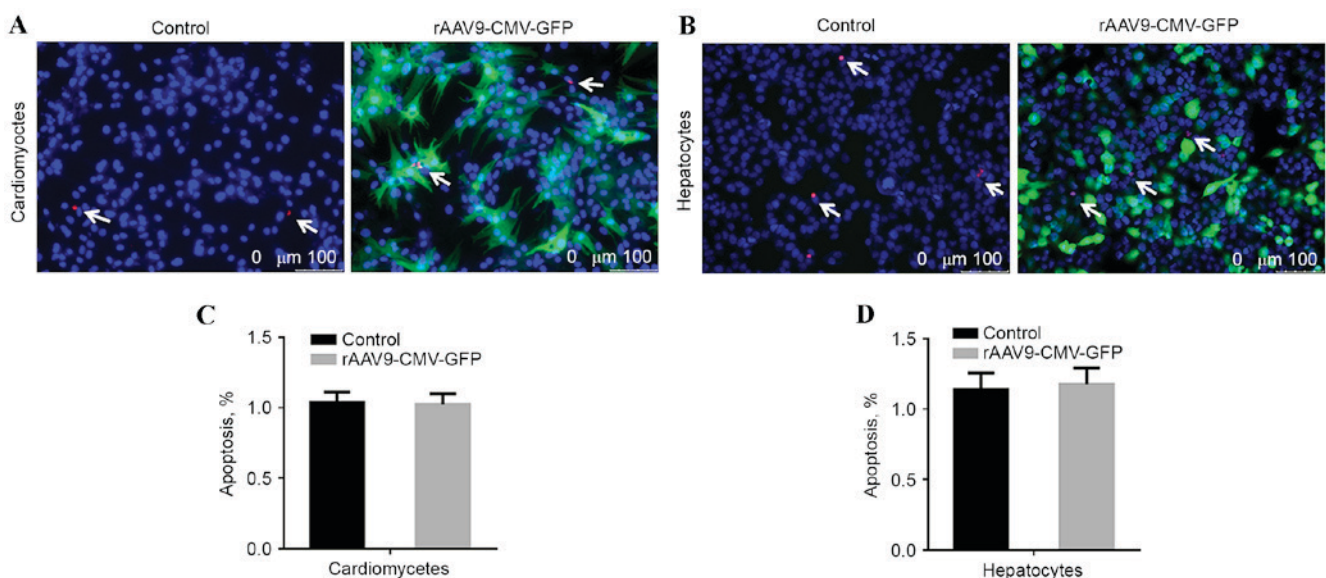 A
Control
rAAV9-CMV-GFP
Cardiomyoctes
0 μm 100
0 μm 100
B
Control
rAAV9-CMV-GFP
Hepatocytes
0 μm 100
0 μm 100
C
Control
rAAV9-CMV-GFP
Apoptosis, %
1.5
1.0
0.5
0.0
Cardiomycetes
D
Control
rAAV9-CMV-GFP
Apoptosis, %
1.5
1.0
0.5
0.0
Hepatocytes